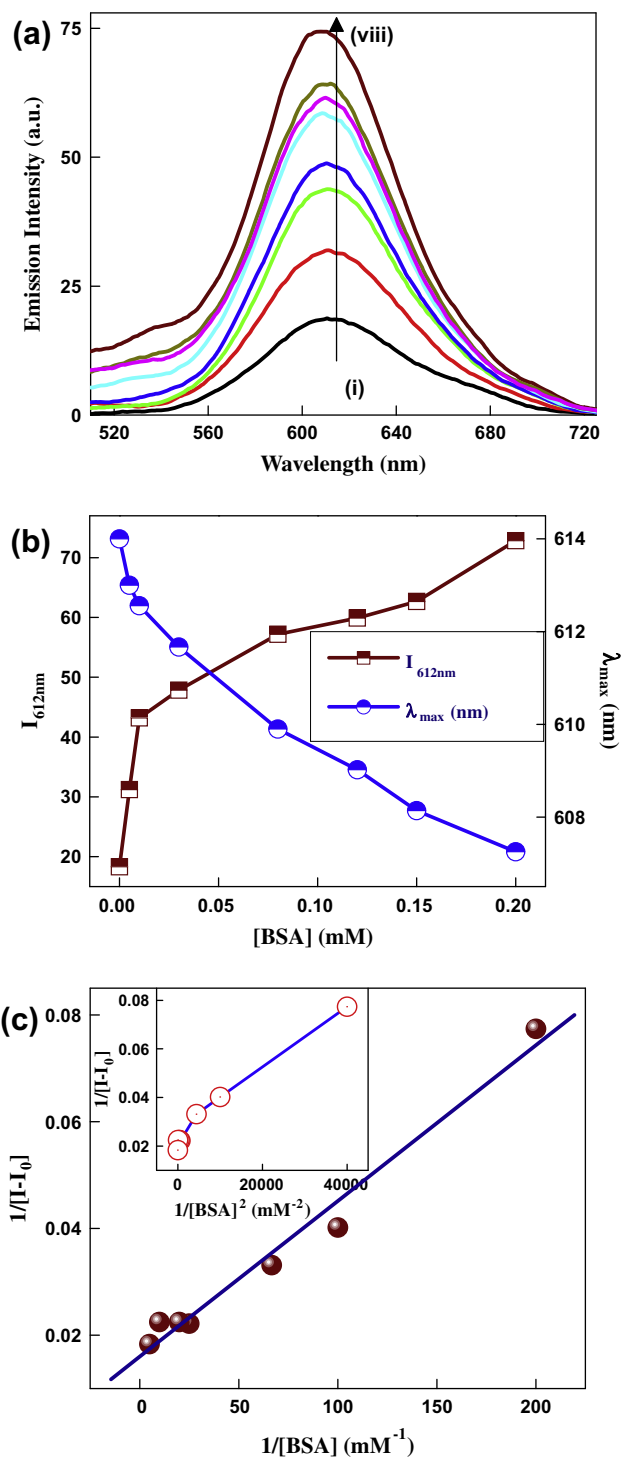 (a)
75
50
25
0
Emission Intensity (a.u.)
(viii)
(i)
520 560 600 640 680 720
Wavelength (nm)
(b)
70
60
50
40
30
20
I612nm
614
612
610
608
λmax (nm)
I 612nm
λmax (nm)
0.00 0.05 0.10 0.15 0.20
[BSA] (mM)
(c)
0.08
0.06
0.04
0.02
1/[I-I0]
0.08
0.06
0.04
0.02
1/[I-I0]
0 20000 40000
1/[BSA]2 (mM-2)
0 50 100 150 200
1/[BSA] (mM-1)